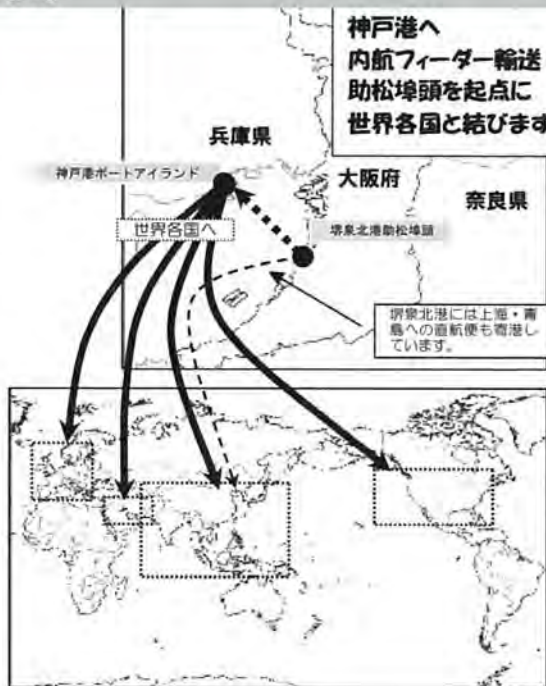 神戸港へ
内航フィーダー輸送
助松埠頭を起点に
世界各国と結びます
兵庫県
神戸港ポートアイランド
大阪府
奈良県
世界各国へ
堺泉北港助松埠頭
堺泉北港には上海・青
島への直航便も寄港し
ています。